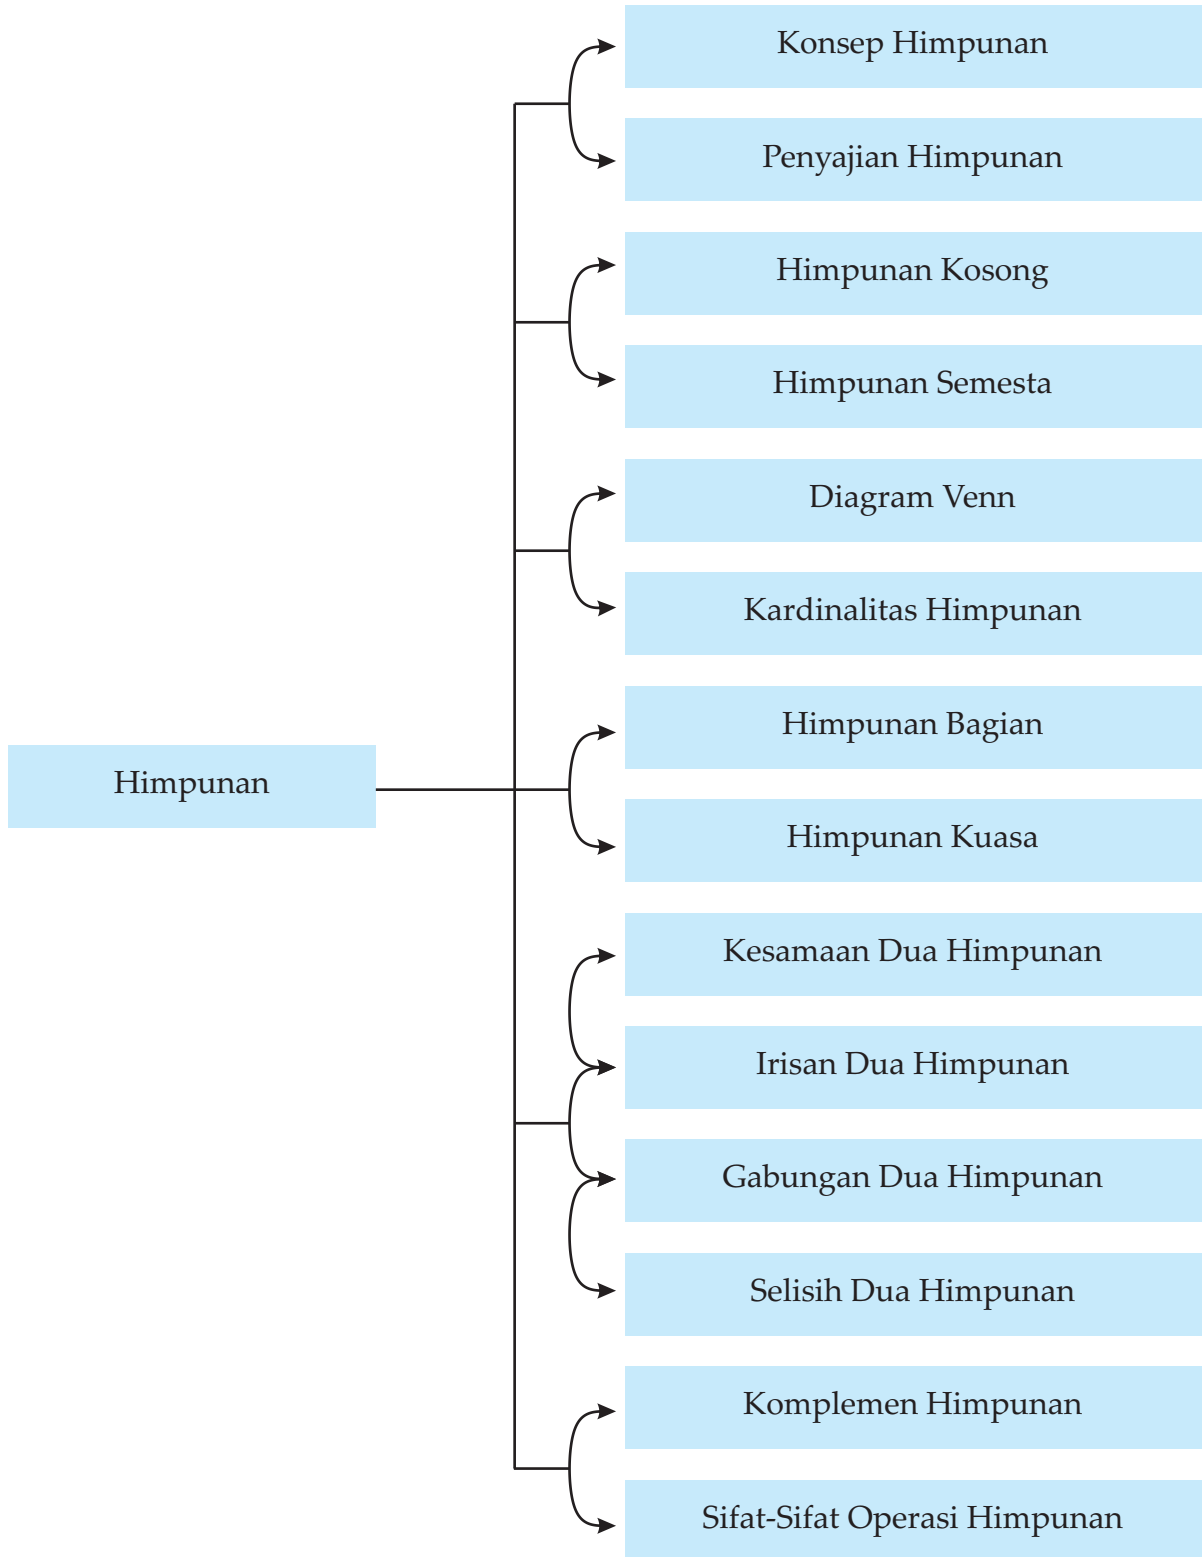 Konsep Himpunan
Penyajian Himpunan
Himpunan Kosong
Himpunan Semesta
Diagram Venn
Kardinalitas Himpunan
Himpunan Bagian
Himpunan
Himpunan Kuasa
Kesamaan Dua Himpunan
Irisan Dua Himpunan
Gabungan Dua Himpunan
Selisih Dua Himpunan
Komplemen Himpunan
Sifat-Sifat Operasi Himpunan